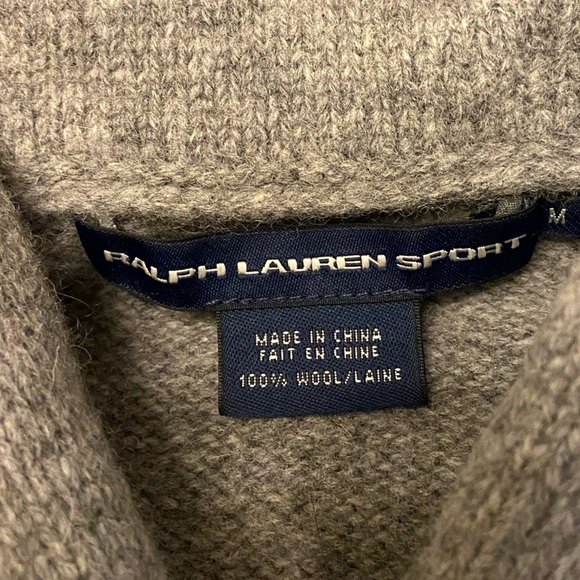 RALPH LAUREN SPORT
M
MADE IN CHINA
FAIT EN CHINE
100% WOOL/LAINE